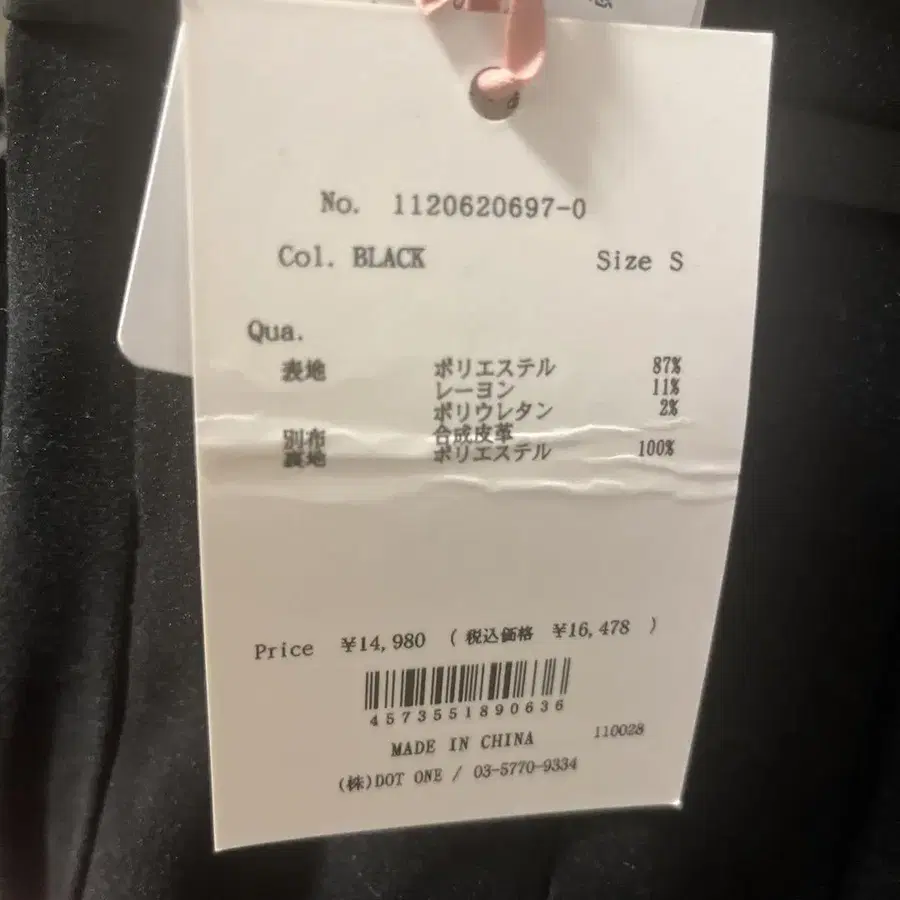 No. 1120620697-0
Col. BLACK Size S
Qua.
表地 ポリエステル 87%
レーヨン 11%
ポリウレタン 2%
別布 合成皮革
裏地 ポリエステル 100%
Price ¥14,980 ( 税込価格 ¥16,478 )
4573551890636
MADE IN CHINA 110028
(株)DOT ONE / 03-5770-9334